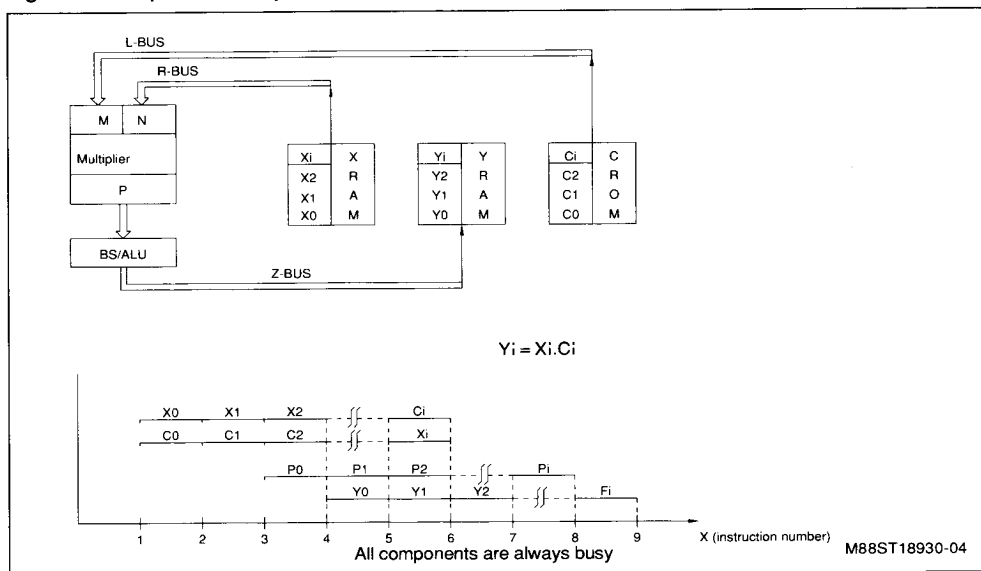 L-BUS
R-BUS
M N
Multiplier
P
BS/ALU
Z-BUS
Xi X
X2 R
X1 A
X0 M
Yi Y
Y2 R
Y1 A
Y0 M
Ci C
C2 R
C1 O
C0 M
Yi = Xi.Ci
X0 X1 X2 Ci
C0 C1 C2 Xi
P0 P1 P2 Pi
Y0 Y1 Y2 Fi
1 2 3 4 5 6 7 8 9 X (instruction number)
All components are always busy
M88ST18930-04